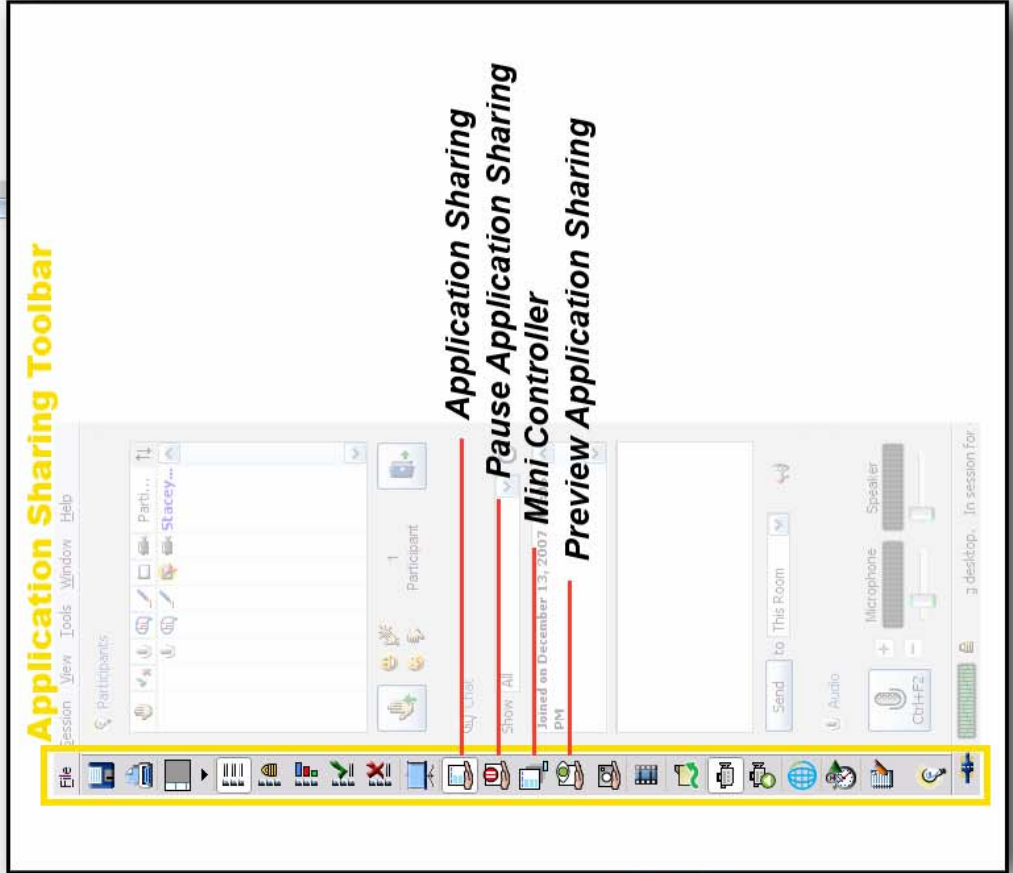 Application Sharing Toolbar
File Session View Tools Window Help
Participants
Parti...
Stacey...
1
Participant
Chat
Show All
Joined on December 13, 2007
PM
Send to This Room
Audio
Microphone Speaker
Ctrl+F2
g desktop. In session for
Application Sharing
Pause Application Sharing
Mini Controller
Preview Application Sharing